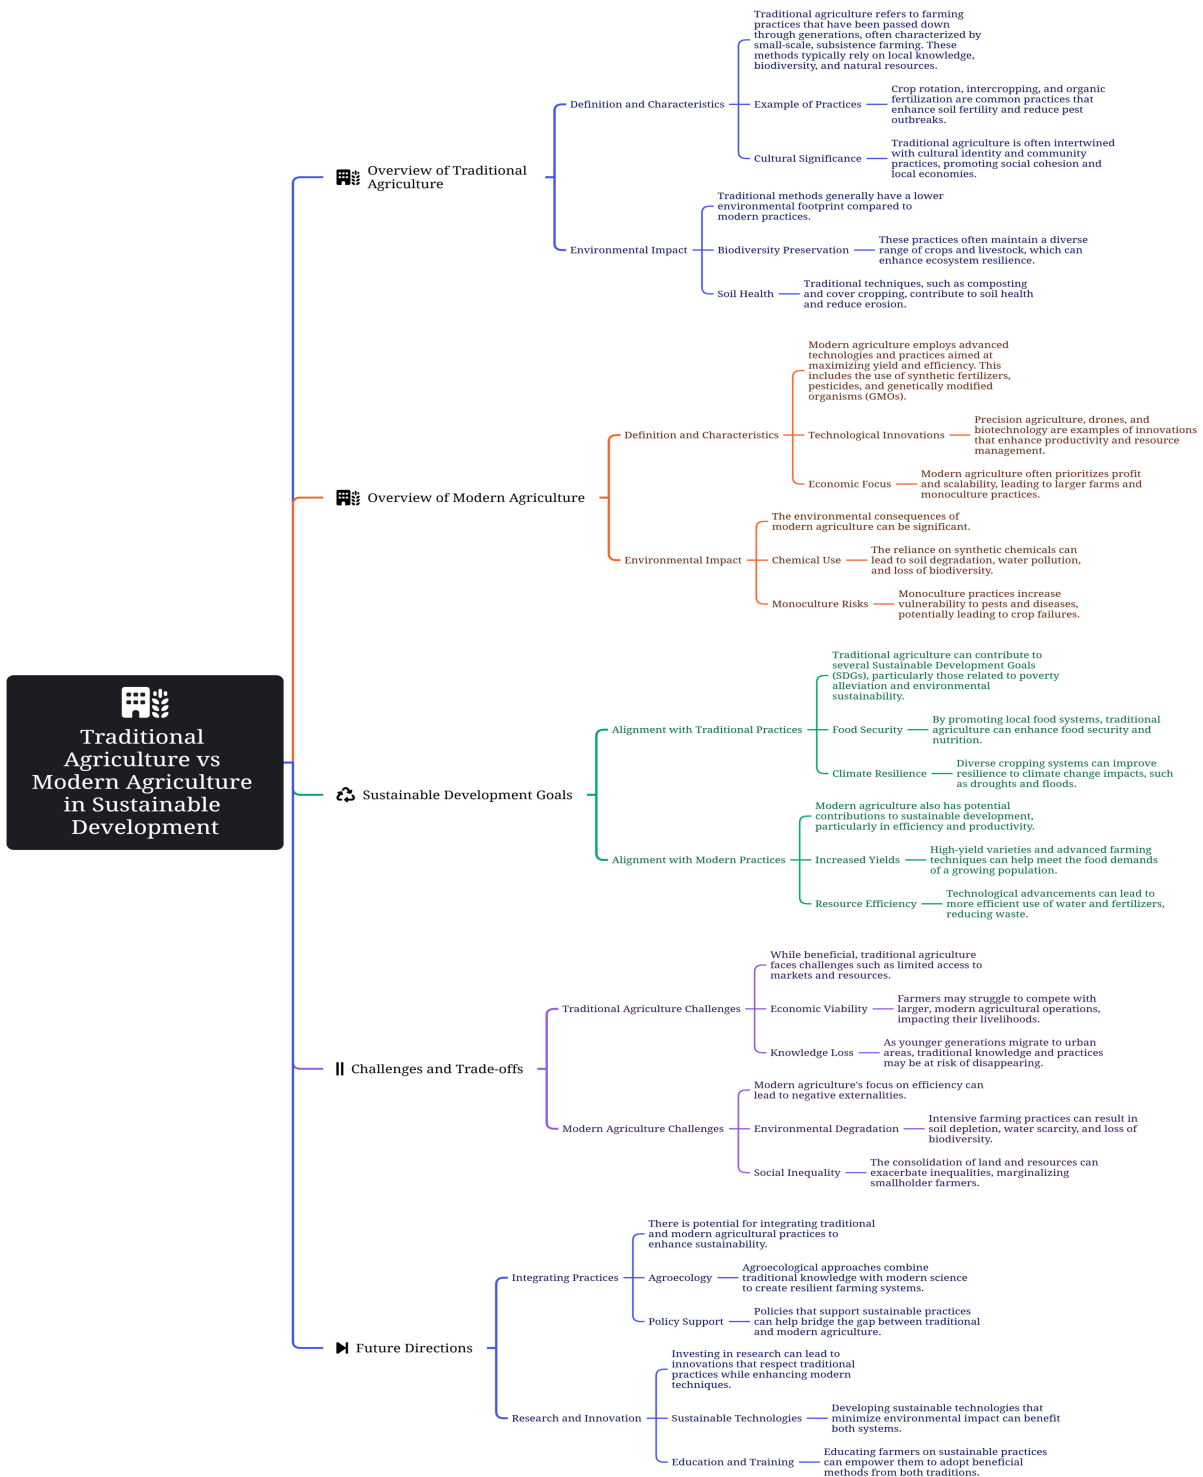 Traditional
Agriculture vs
Modern Agriculture
in Sustainable
Development
Overview of Traditional
Agriculture
Definition and Characteristics
Traditional agriculture refers to farming
practices that have been passed down
through generations, often characterized by
small-scale, subsistence farming. These
methods typically rely on local knowledge,
biodiversity, and natural resources.
Example of Practices
Crop rotation, intercropping, and organic
fertilization are common practices that
enhance soil fertility and reduce pest
outbreaks.
Cultural Significance
Traditional agriculture is often intertwined
with cultural identity and community
practices, promoting social cohesion and
local economies.
Environmental Impact
Traditional methods generally have a lower
environmental footprint compared to
modern practices.
Biodiversity Preservation
These practices often maintain a diverse
range of crops and livestock, which can
enhance ecosystem resilience.
Soil Health
Traditional techniques, such as composting
and cover cropping, contribute to soil health
and reduce erosion.
Overview of Modern Agriculture
Definition and Characteristics
Modern agriculture employs advanced
technologies and practices aimed at
maximizing yield and efficiency. This
includes the use of synthetic fertilizers,
pesticides, and genetically modified
organisms (GMOs).
Technological Innovations
Precision agriculture, drones, and
biotechnology are examples of innovations
that enhance productivity and resource
management.
Economic Focus
Modern agriculture often prioritizes profit
and scalability, leading to larger farms and
monoculture practices.
Environmental Impact
The environmental consequences of
modern agriculture can be significant.
Chemical Use
The reliance on synthetic chemicals can
lead to soil degradation, water pollution,
and loss of biodiversity.
Monoculture Risks
Monoculture practices increase
vulnerability to pests and diseases,
potentially leading to crop failures.
Sustainable Development Goals
Alignment with Traditional Practices
Traditional agriculture can contribute to
several Sustainable Development Goals
(SDGs), particularly those related to poverty
alleviation and environmental
sustainability.
Food Security
By promoting local food systems, traditional
agriculture can enhance food security and
nutrition.
Climate Resilience
Diverse cropping systems can improve
resilience to climate change impacts, such
as droughts and floods.
Alignment with Modern Practices
Modern agriculture also has potential
contributions to sustainable development,
particularly in efficiency and productivity.
Increased Yields
High-yield varieties and advanced farming
techniques can help meet the food demands
of a growing population.
Resource Efficiency
Technological advancements can lead to
more efficient use of water and fertilizers,
reducing waste.
Challenges and Trade-offs
Traditional Agriculture Challenges
While beneficial, traditional agriculture
faces challenges such as limited access to
markets and resources.
Economic Viability
Farmers may struggle to compete with
larger, modern agricultural operations,
impacting their livelihoods.
Knowledge Loss
As younger generations migrate to urban
areas, traditional knowledge and practices
may be at risk of disappearing.
Modern Agriculture Challenges
Modern agriculture's focus on efficiency can
lead to negative externalities.
Environmental Degradation
Intensive farming practices can result in
soil depletion, water scarcity, and loss of
biodiversity.
Social Inequality
The consolidation of land and resources can
exacerbate inequalities, marginalizing
smallholder farmers.
Future Directions
Integrating Practices
There is potential for integrating traditional
and modern agricultural practices to
enhance sustainability.
Agroecology
Agroecological approaches combine
traditional knowledge with modern science
to create resilient farming systems.
Policy Support
Policies that support sustainable practices
can help bridge the gap between traditional
and modern agriculture.
Research and Innovation
Investing in research can lead to
innovations that respect traditional
practices while enhancing modern
techniques.
Sustainable Technologies
Developing sustainable technologies that
minimize environmental impact can benefit
both systems.
Education and Training
Educating farmers on sustainable practices
can empower them to adopt beneficial
methods from both traditions.